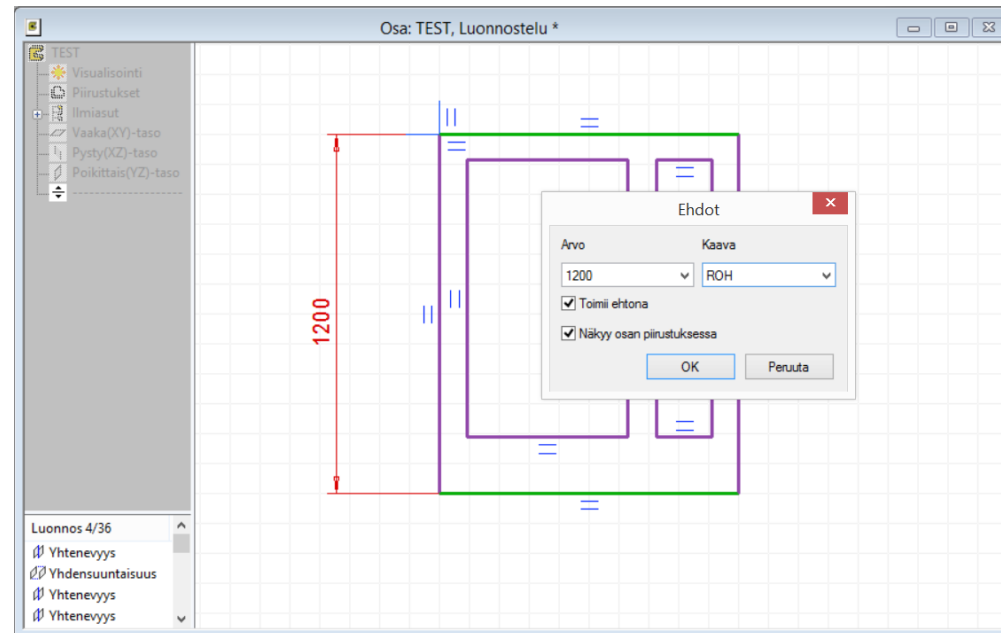 Osa: TEST, Luonnostelu *
TEST
Visualisointi
Piirustukset
Ilmiasut
Vaaka(XY)-taso
Pysty(XZ)-taso
Poikittais(YZ)-taso
Luonnos 4/36
Yhtenevyys
Yhdensuuntaisuus
Yhtenevyys
Yhtenevyys
1200
Ehdot
Arvo Kaava
1200 ROH
Toimii ehtona
Näkyy osan piirustuksessa
OK Peruuta